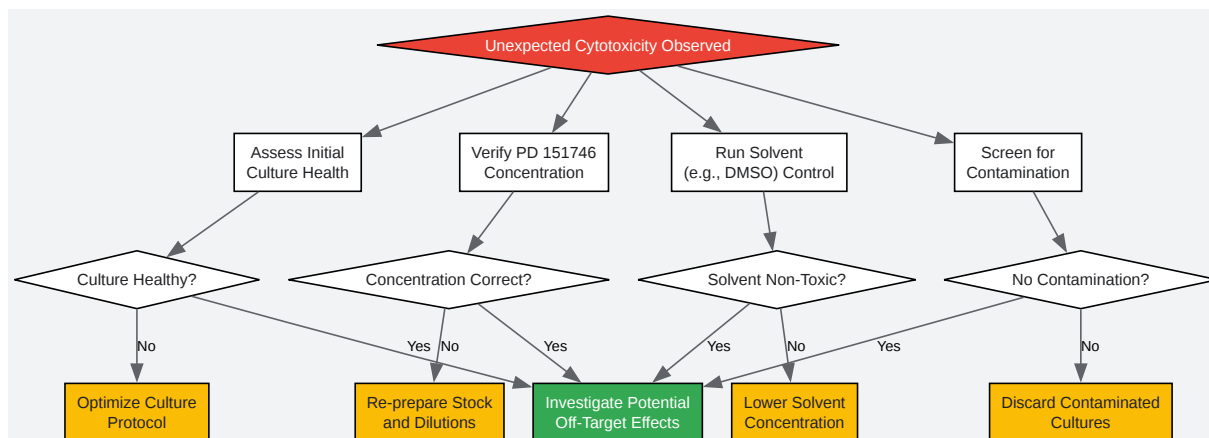 Unexpected Cytotoxicity Observed
Assess Initial
Culture Health
Verify PD 151746
Concentration
Run Solvent
(e.g., DMSO) Control
Screen for
Contamination
Culture Healthy?
Concentration Correct?
Solvent Non-Toxic?
No Contamination?
No
Yes
No
Yes
Yes
No
Yes
No
Optimize Culture
Protocol
Re-prepare Stock
and Dilutions
Investigate Potential
Off-Target Effects
Lower Solvent
Concentration
Discard Contaminated
Cultures